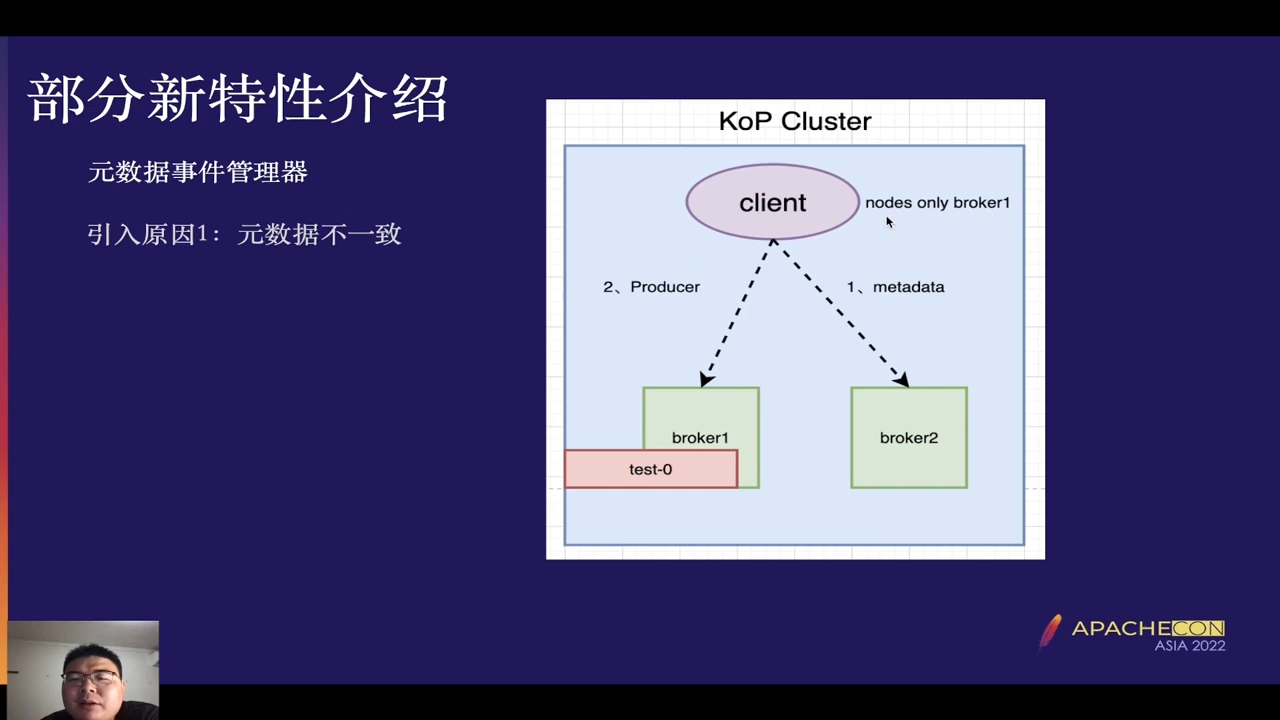 部分新特性介绍
元数据事件管理器
引入原因1：元数据不一致
KoP Cluster
client
nodes only broker1
2、Producer
1、metadata
broker1
broker2
test-0
APACHECON
ASIA 2022